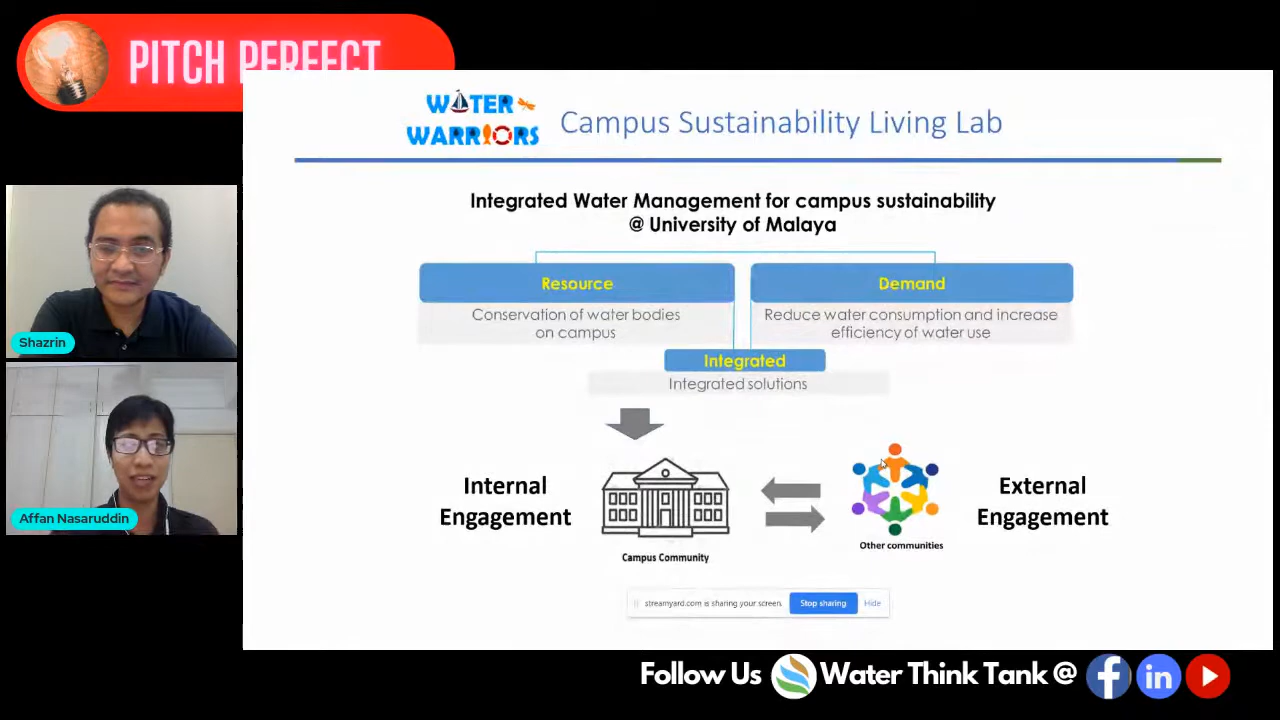 PITCH PERFECT
WATER
WARRIORS
Campus Sustainability Living Lab
Integrated Water Management for campus sustainability
@ University of Malaya
Resource
Demand
Conservation of water bodies
on campus
Reduce water consumption and increase
efficiency of water use
Integrated
Integrated solutions
Shazrin
Affan Nasaruddin
Internal
Engagement
Campus Community
Other communities
External
Engagement
streamyard.com is sharing your screen.
Stop sharing
Hide
Follow Us
Water Think Tank @
f
in